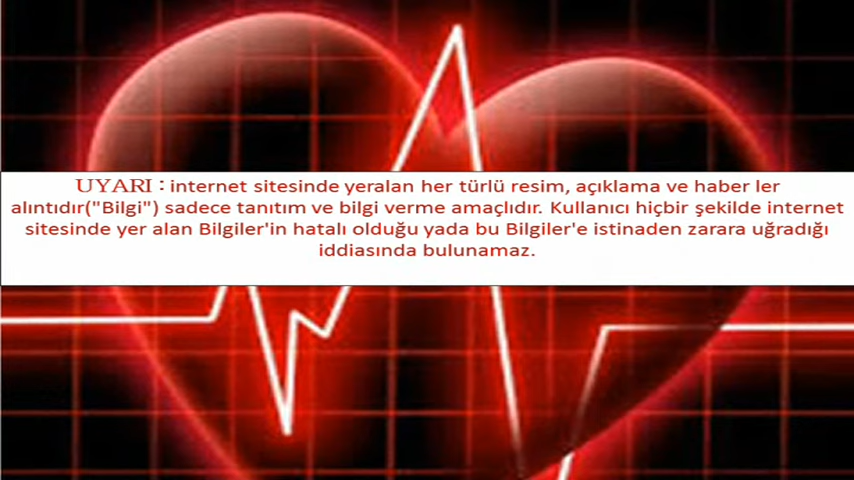 UYARI : internet sitesinde yeralan her türlü resim, açıklama ve haber ler
alıntıdır("Bilgi") sadece tanıtım ve bilgi verme amaçlıdır. Kullanıcı hiçbir şekilde internet
sitesinde yer alan Bilgiler'in hatalı olduğu yada bu Bilgiler'e istinaden zarara uğradığı
iddiasında bulunamaz.